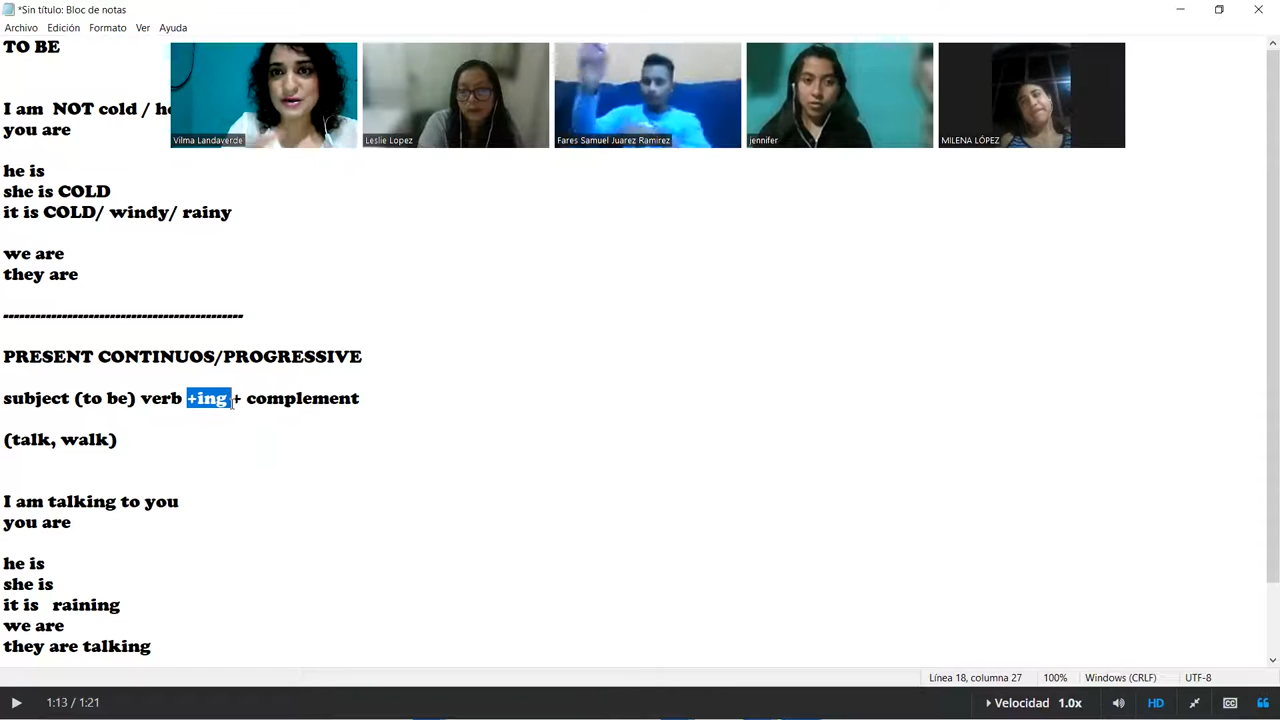 *Sin título: Bloc de notas
Archivo Edición Formato Ver Ayuda
TO BE
Vilma Landaverde
Leslie Lopez
Fares Samuel Juarez Ramirez
jennifer
MILENA LÓPEZ
I am NOT cold /
you are
he is
she is COLD
it is COLD/ windy/ rainy
we are
they are
---------------------------------------------
PRESENT CONTINUOS/PROGRESSIVE
subject (to be) verb +ing + complement
(talk, walk)
I am talking to you
you are
he is
she is
it is raining
we are
they are talking
Línea 18, columna 27 100% Windows (CRLF) UTF-8
1:13 / 1:21 Velocidad 1.0x HD CC